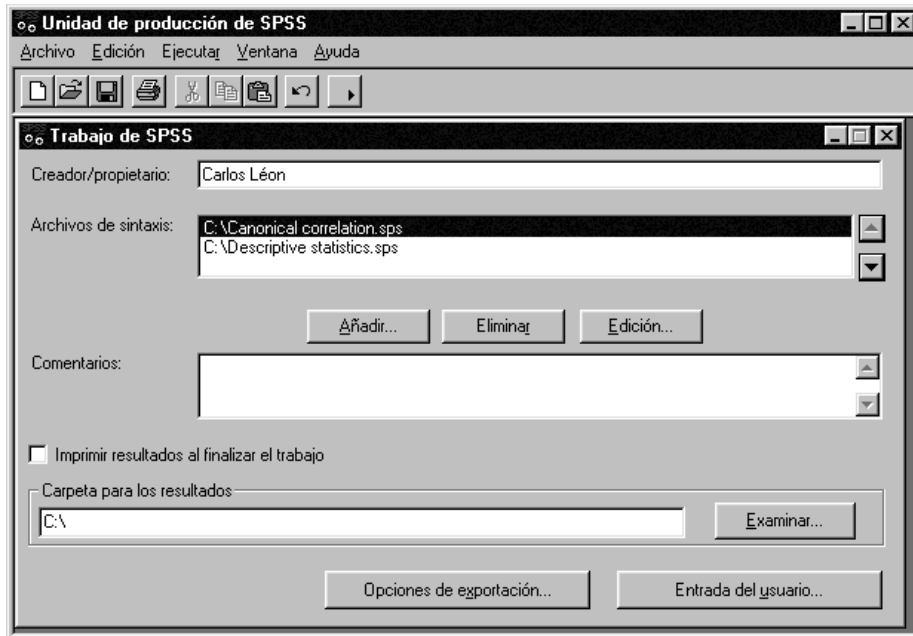 Unidad de producción de SPSS
Archivo Edición Ejecutar Ventana Ayuda
Trabajo de SPSS
Creador/propietario: Carlos Léon
Archivos de sintaxis: C:\Canonical correlation.sps
C:\Descriptive statistics.sps
Añadir... Eliminar Edición...
Comentarios:
Imprimir resultados al finalizar el trabajo
Carpeta para los resultados
C:\ Examinar...
Opciones de exportación... Entrada del usuario...